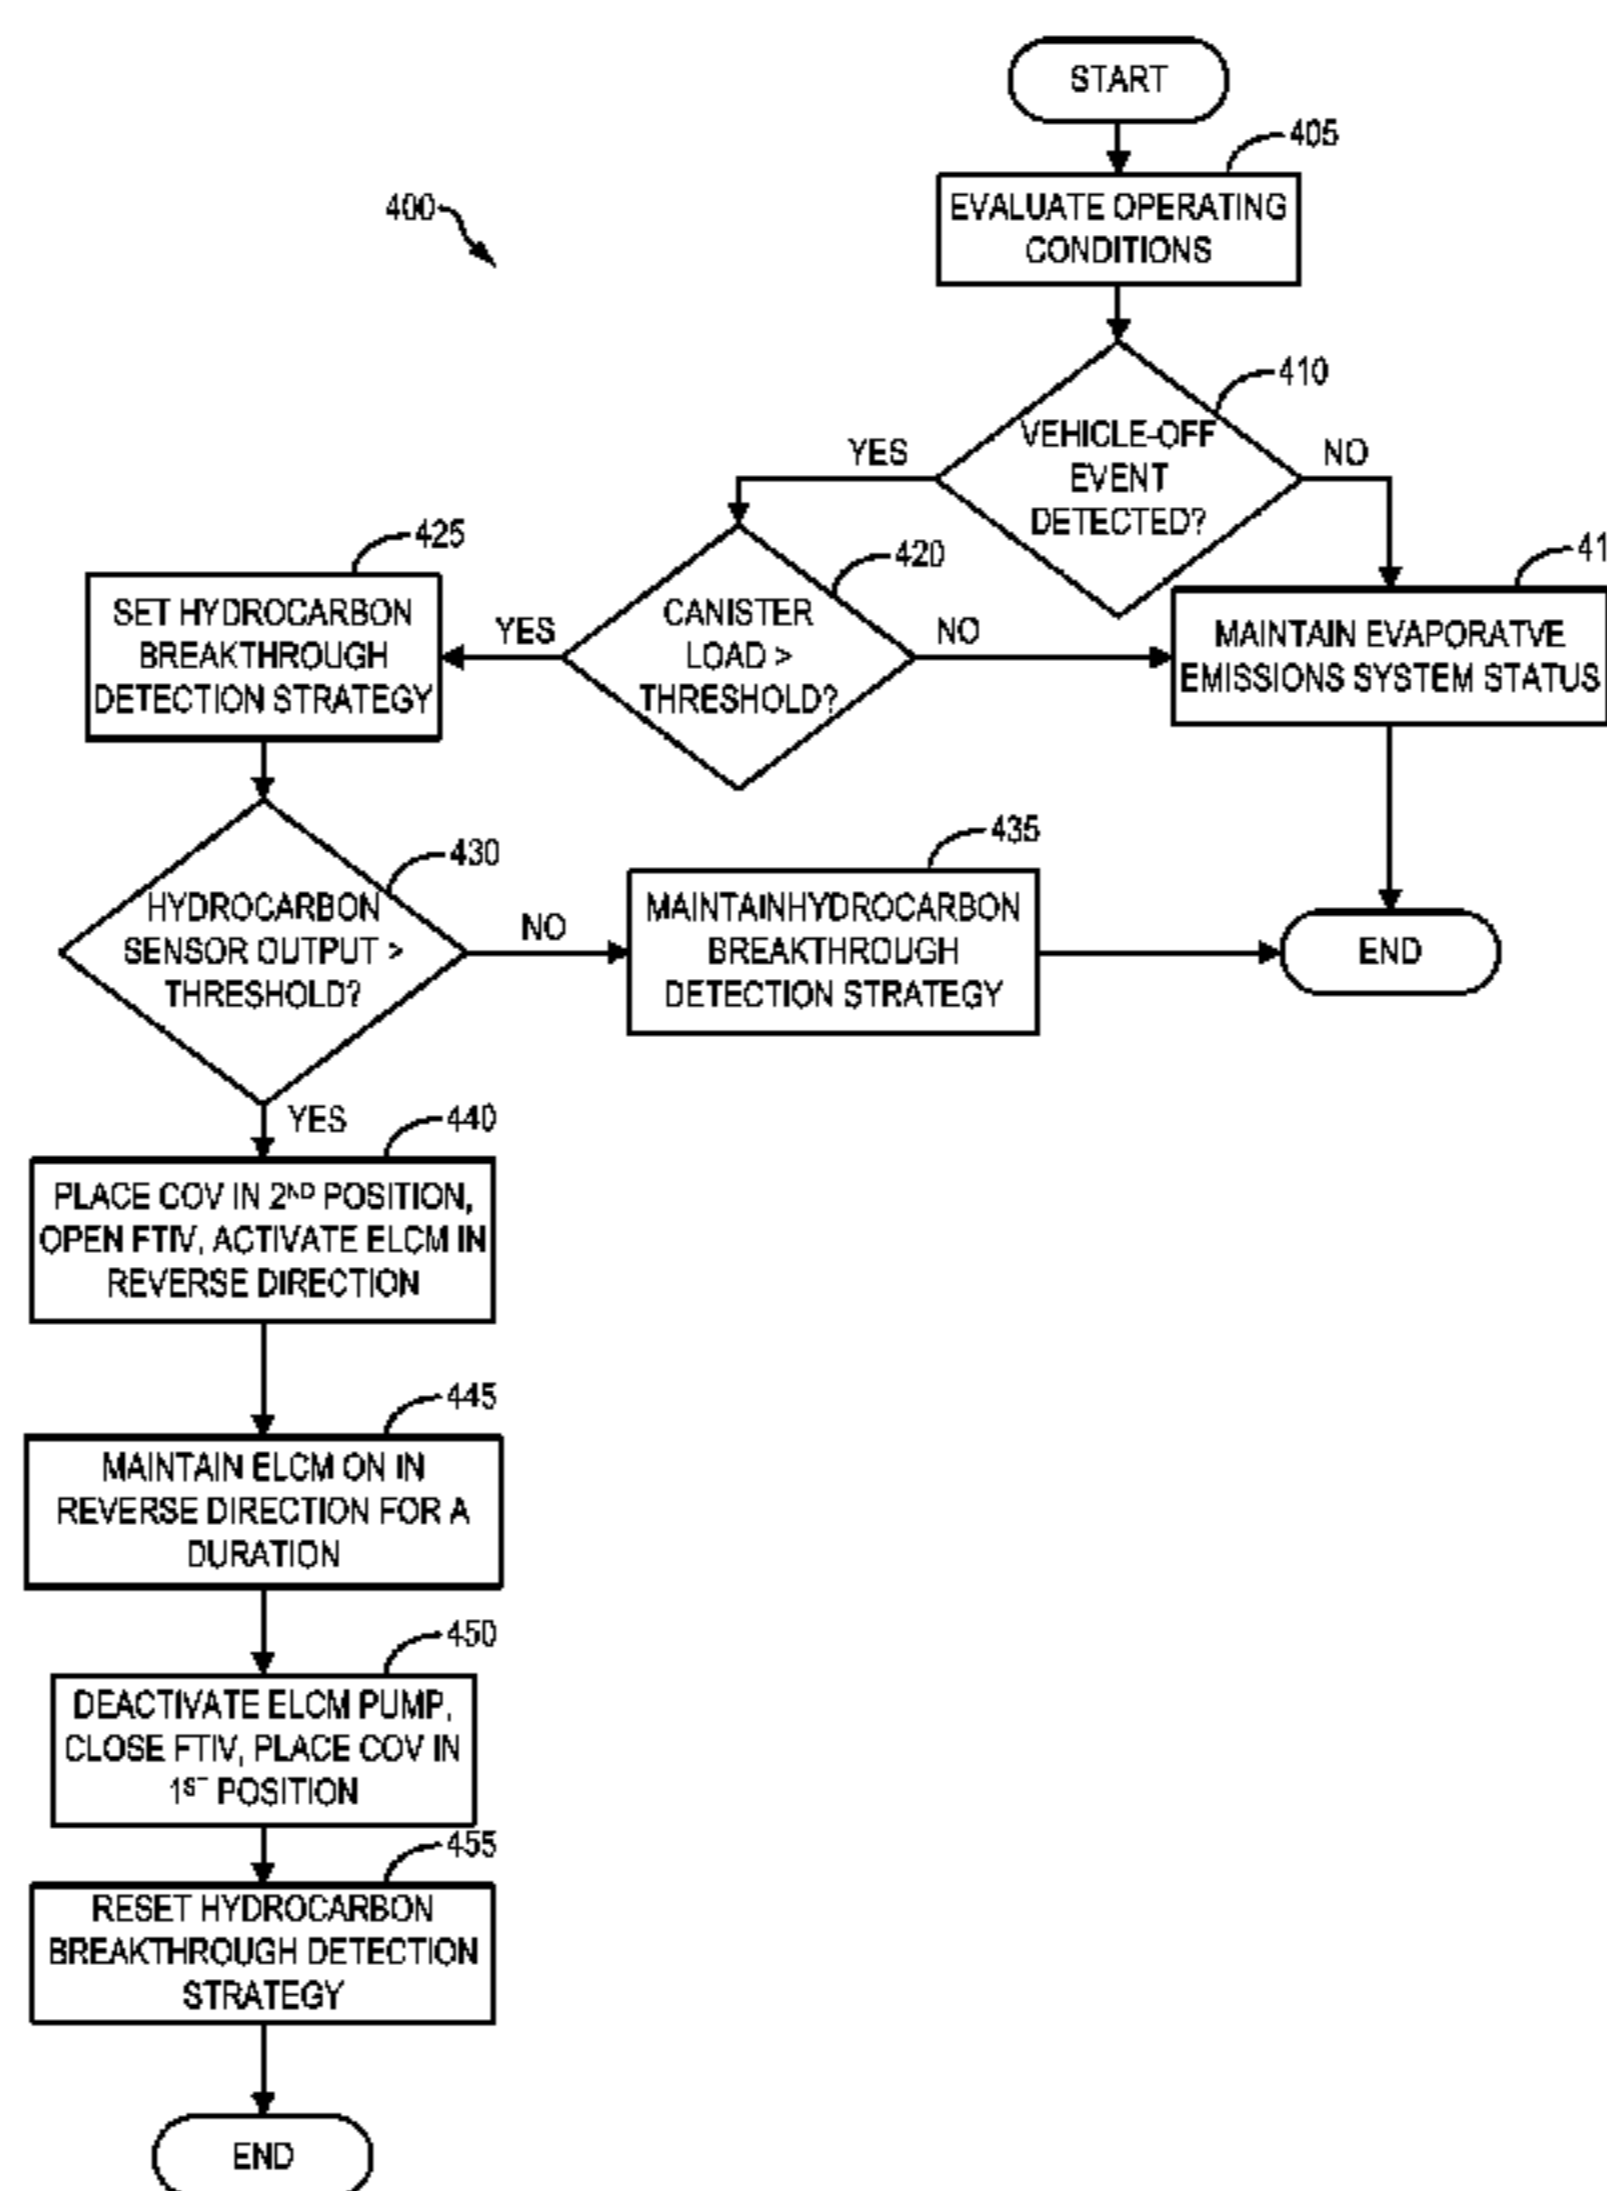 START
405
400
EVALUATE OPERATING
CONDITIONS
410
VEHICLE-OFF
EVENT
DETECTED?
YES
NO
425
420
41
SET HYDROCARBON
BREAKTHROUGH
DETECTION STRATEGY
YES
CANISTER
LOAD >
THRESHOLD?
NO
MAINTAIN EVAPORATVE
EMISSIONS SYSTEM STATUS
430
435
HYDROCARBON
SENSOR OUTPUT >
THRESHOLD?
NO
MAINTAINHYDROCARBON
BREAKTHROUGH
DETECTION STRATEGY
END
YES
440
PLACE COV IN 2ND POSITION,
OPEN FTIV, ACTIVATE ELCM IN
REVERSE DIRECTION
445
MAINTAIN ELCM ON IN
REVERSE DIRECTION FOR A
DURATION
450
DEACTIVATE ELCM PUMP,
CLOSE FTIV, PLACE COV IN
1ST POSITION
455
RESET HYDROCARBON
BREAKTHROUGH DETECTION
STRATEGY
END